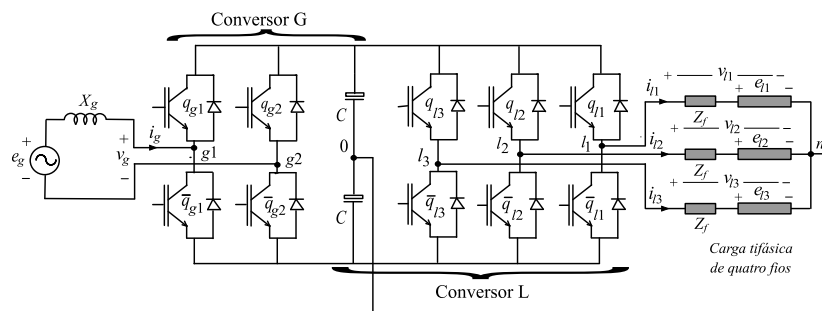 Conversor G
X_g
e_g
+
−
+
v_g
−
i_g
q_g1
q_g2
g1
g2
q̅_g1
q̅_g2
C
0
C
q_l3
q_l2
q_l1
l_3
l_2
l_1
q̅_l3
q̅_l2
q̅_l1
i_l1
+ v_l1 −
+ e_l1 −
Z_f
i_l2
+ v_l2 −
+ e_l2 −
Z_f
i_l3
+ v_l3 −
+ e_l3 −
Z_f
n
Carga tifásica
de quatro fios
Conversor L